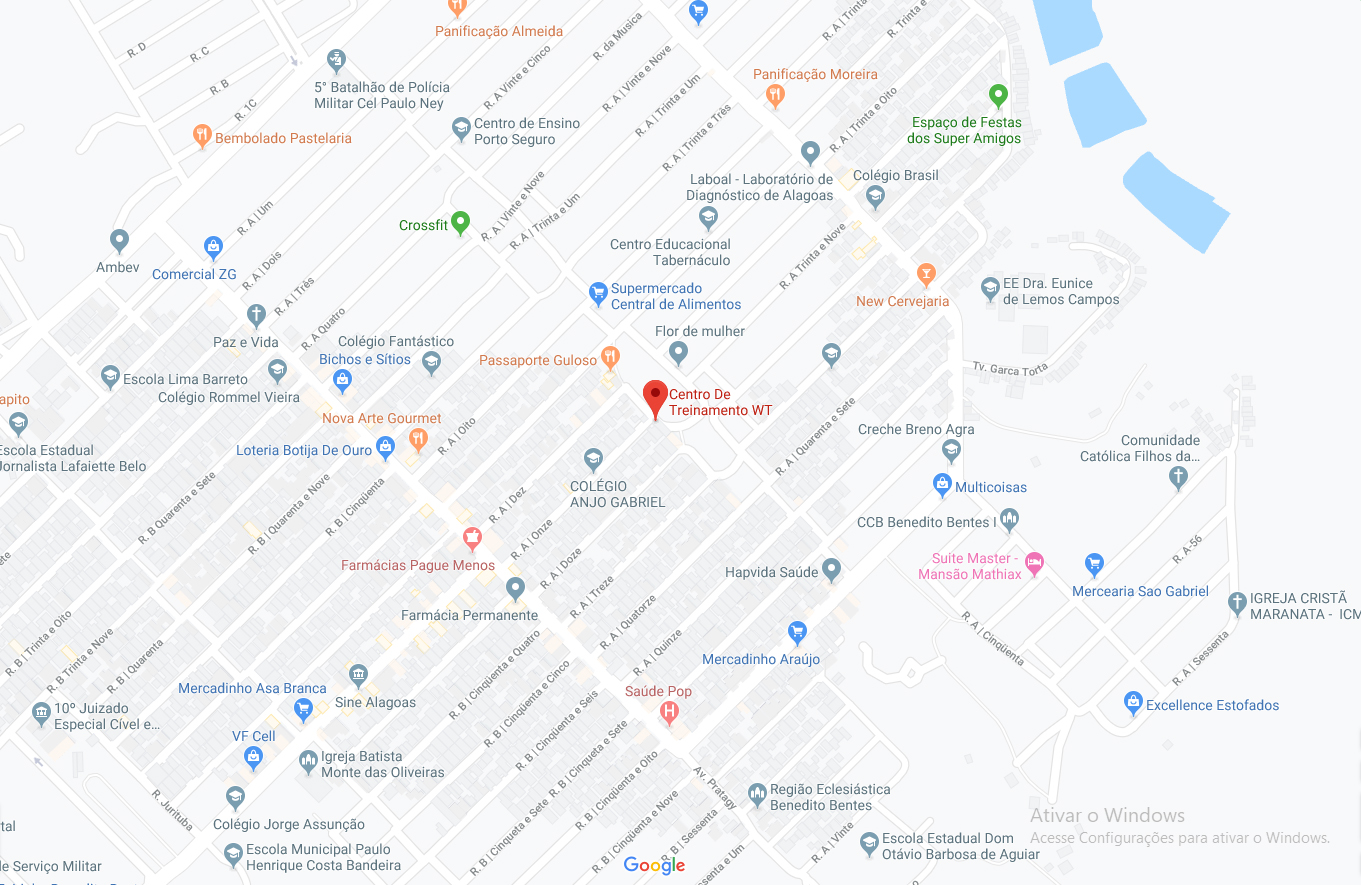 Panificação Almeida
R. D
R. C
R. B
R. 1C
5° Batalhão de Polícia
Militar Cel Paulo Ney
R. A | Vinte e Cinco
R. da Musica
R. A | Vinte e Nove
R. A | Trinta e Um
R. A | Trinta e Três
R. A | Trinta
R. Trinta e
Panificação Moreira
R. A | Trinta e Oito
Espaço de Festas
dos Super Amigos
Bembolado Pastelaria
Centro de Ensino
Porto Seguro
Laboal - Laboratório de
Diagnóstico de Alagoas
Colégio Brasil
R. A | Um
Crossfit
R. A | Vinte e Nove
R. A | Trinta e Um
Centro Educacional
Tabernáculo
R. A Trinta e Nove
Ambev
Comercial ZG
R. A | Dois
R. A | Três
R. A Quatro
Supermercado
Central de Alimentos
New Cervejaria
EE Dra. Eunice
de Lemos Campos
Paz e Vida
Colégio Fantástico
Bichos e Sítios
Passaporte Guloso
Flor de mulher
Tv. Garca Torta
Escola Lima Barreto
Colégio Rommel Vieira
apito
Centro De
Treinamento WT
Nova Arte Gourmet
R. A | Oito
R. A | Quarenta e Sete
Creche Breno Agra
Comunidade
Católica Filhos da...
Escola Estadual
Jornalista Lafaiette Belo
Loteria Botija De Ouro
R. B Quarenta e Sete
R. B | Quarenta e Nove
R. B | Cinqüenta
R. A | Dez
COLÉGIO
ANJO GABRIEL
Multicoisas
CCB Benedito Bentes I
R. A | Onze
R. A-56
ete
Farmácias Pague Menos
R. A | Doze
R. A | Treze
Hapvida Saúde
Suite Master -
Mansão Mathiax
Mercearia Sao Gabriel
IGREJA CRISTÃ
MARANATA - ICM
Farmácia Permanente
R. A | Quatorze
R. A | Quinze
R. A | Cinqüenta
R. A | Sessenta
R. B | Trinta e Oito
R. B Trinta e Nove
R. B | Quarenta
R. B | Cinqüenta e Quatro
R. B | Cinqüenta e Cinco
R. B | Cinqüenta e Seis
R. B | Cinqueta e Sete
R. B | Cinqüenta e Oito
Mercadinho Araújo
Mercadinho Asa Branca
Sine Alagoas
Saúde Pop
10º Juizado
Especial Cível e...
Excellence Estofados
VF Cell
Igreja Batista
Monte das Oliveiras
Av. Pratagy
R. Jurituba
Região Eclesiástica
Benedito Bentes
R. B | Cinqueta e Sete
R. B | Cinqüenta e Nove
R. B | Sessenta
Sessenta e Um
R. A | Vinte
Colégio Jorge Assunção
tal
Escola Municipal Paulo
Henrique Costa Bandeira
Escola Estadual Dom
Otávio Barbosa de Aguiar
de Serviço Militar
Google
Ativar o Windows
Acesse Configurações para ativar o Windows.